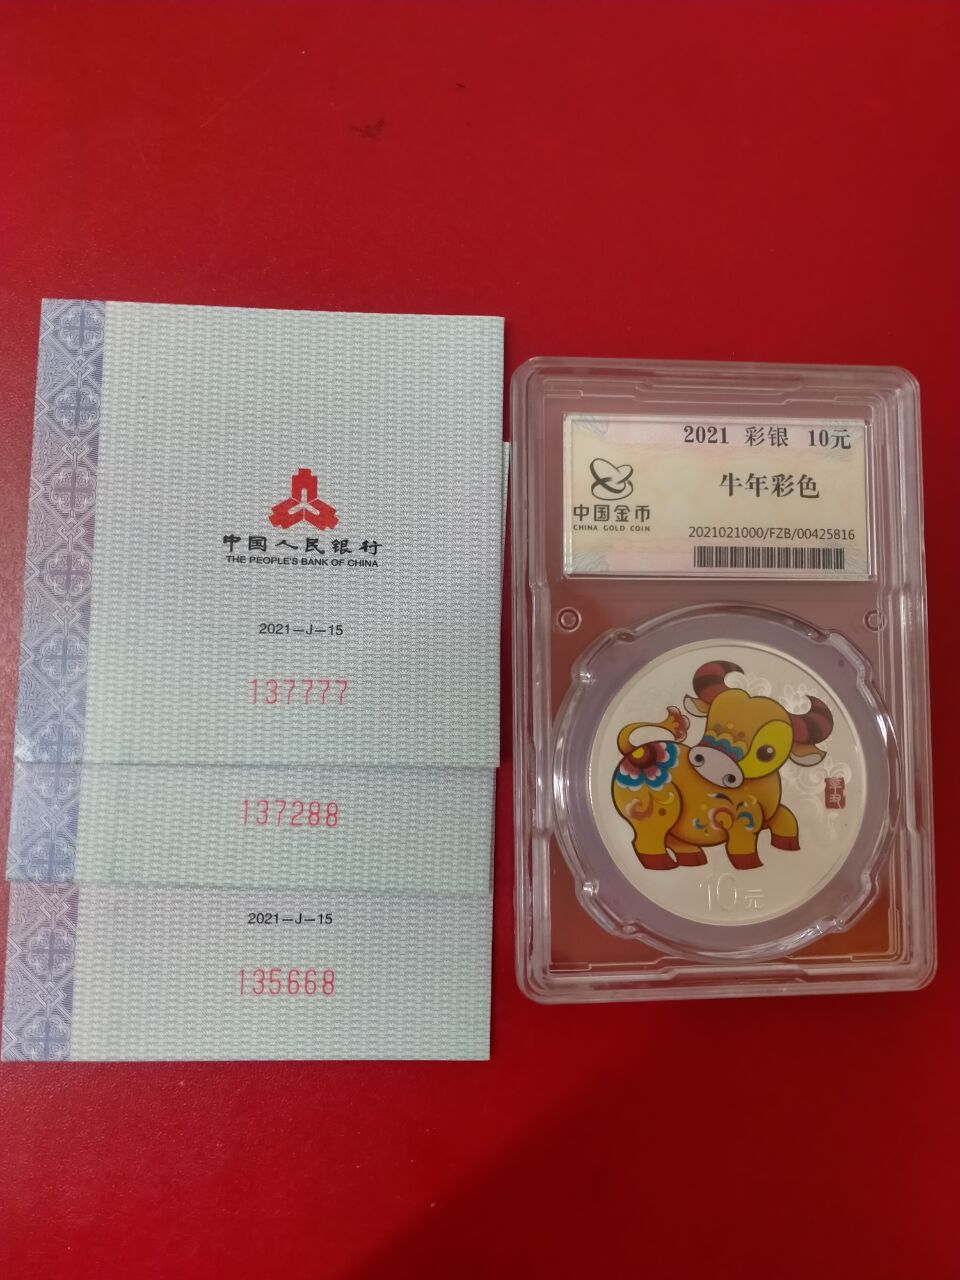 中国人民银行
THE PEOPLE'S BANK OF CHINA
2021—J—15
137777
137288
2021—J—15
135668
2021 彩银 10元
牛年彩色
中国金币
CHINA GOLD COIN
2021021000/FZB/00425816
辛丑
10元